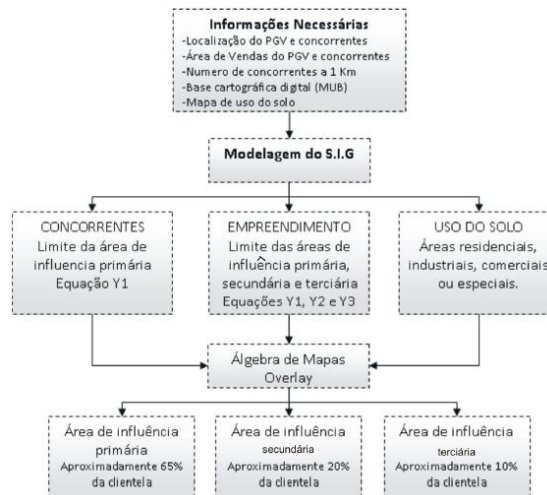 Informações Necessárias
-Localização do PGV e concorrentes
-Área de Vendas do PGV e concorrentes
-Numero de concorrentes a 1 Km
-Base cartográfica digital (MUB)
-Mapa de uso do solo
Modelagem do S.I.G
CONCORRENTES
Limite da área de
influencia primária
Equação Y1
EMPREENDIMENTO
Limite das áreas de
influência primária,
secundária e terciária
Equações Y1, Y2 e Y3
USO DO SOLO
Áreas residenciais,
industriais, comerciais
ou especiais.
Álgebra de Mapas
Overlay
Área de influência
primária
Aproximadamente 65%
da clientela
Área de influência
secundária
Aproximadamente 20%
da clientela
Área de influência
terciária
Aproximadamente 10%
da clientela